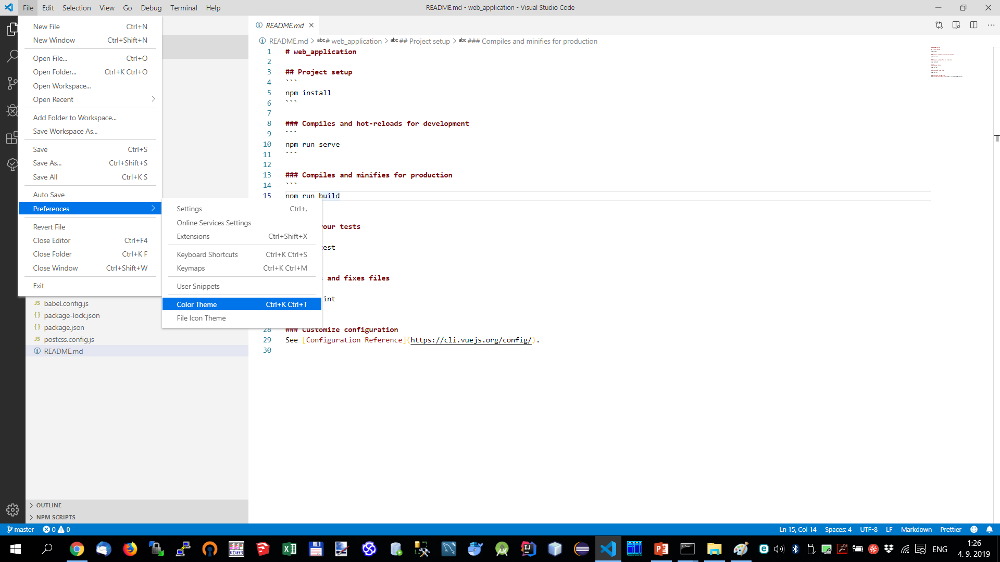 File Edit Selection View Go Debug Terminal Help
README.md - web_application - Visual Studio Code
New File Ctrl+N
New Window Ctrl+Shift+N
Open File... Ctrl+O
Open Folder... Ctrl+K Ctrl+O
Open Workspace...
Open Recent
Add Folder to Workspace...
Save Workspace As...
Save Ctrl+S
Save As... Ctrl+Shift+S
Save All Ctrl+K S
Auto Save
Preferences
Revert File
Close Editor Ctrl+F4
Close Folder Ctrl+K F
Close Window Ctrl+Shift+W
Exit
Settings Ctrl+,
Online Services Settings
Extensions Ctrl+Shift+X
Keyboard Shortcuts Ctrl+K Ctrl+S
Keymaps Ctrl+K Ctrl+M
User Snippets
Color Theme Ctrl+K Ctrl+T
File Icon Theme
JS babel.config.js
{} package-lock.json
{} package.json
JS postcss.config.js
README.md
OUTLINE
NPM SCRIPTS
README.md
README.md > abc # web_application > abc ## Project setup > abc ### Compiles and minifies for production
1 # web_application
2
3 ## Project setup
4 ```
5 npm install
6 ```
7
8 ### Compiles and hot-reloads for development
9 ```
10 npm run serve
11 ```
12
13 ### Compiles and minifies for production
14 ```
15 npm run build
your tests
test
and fixes files
int
28 ### Customize configuration
29 See [Configuration Reference](https://cli.vuejs.org/config/).
30
master 0 0
Ln 15, Col 14 Spaces: 4 UTF-8 LF Markdown Prettier
ENG
1:26
4. 9. 2019